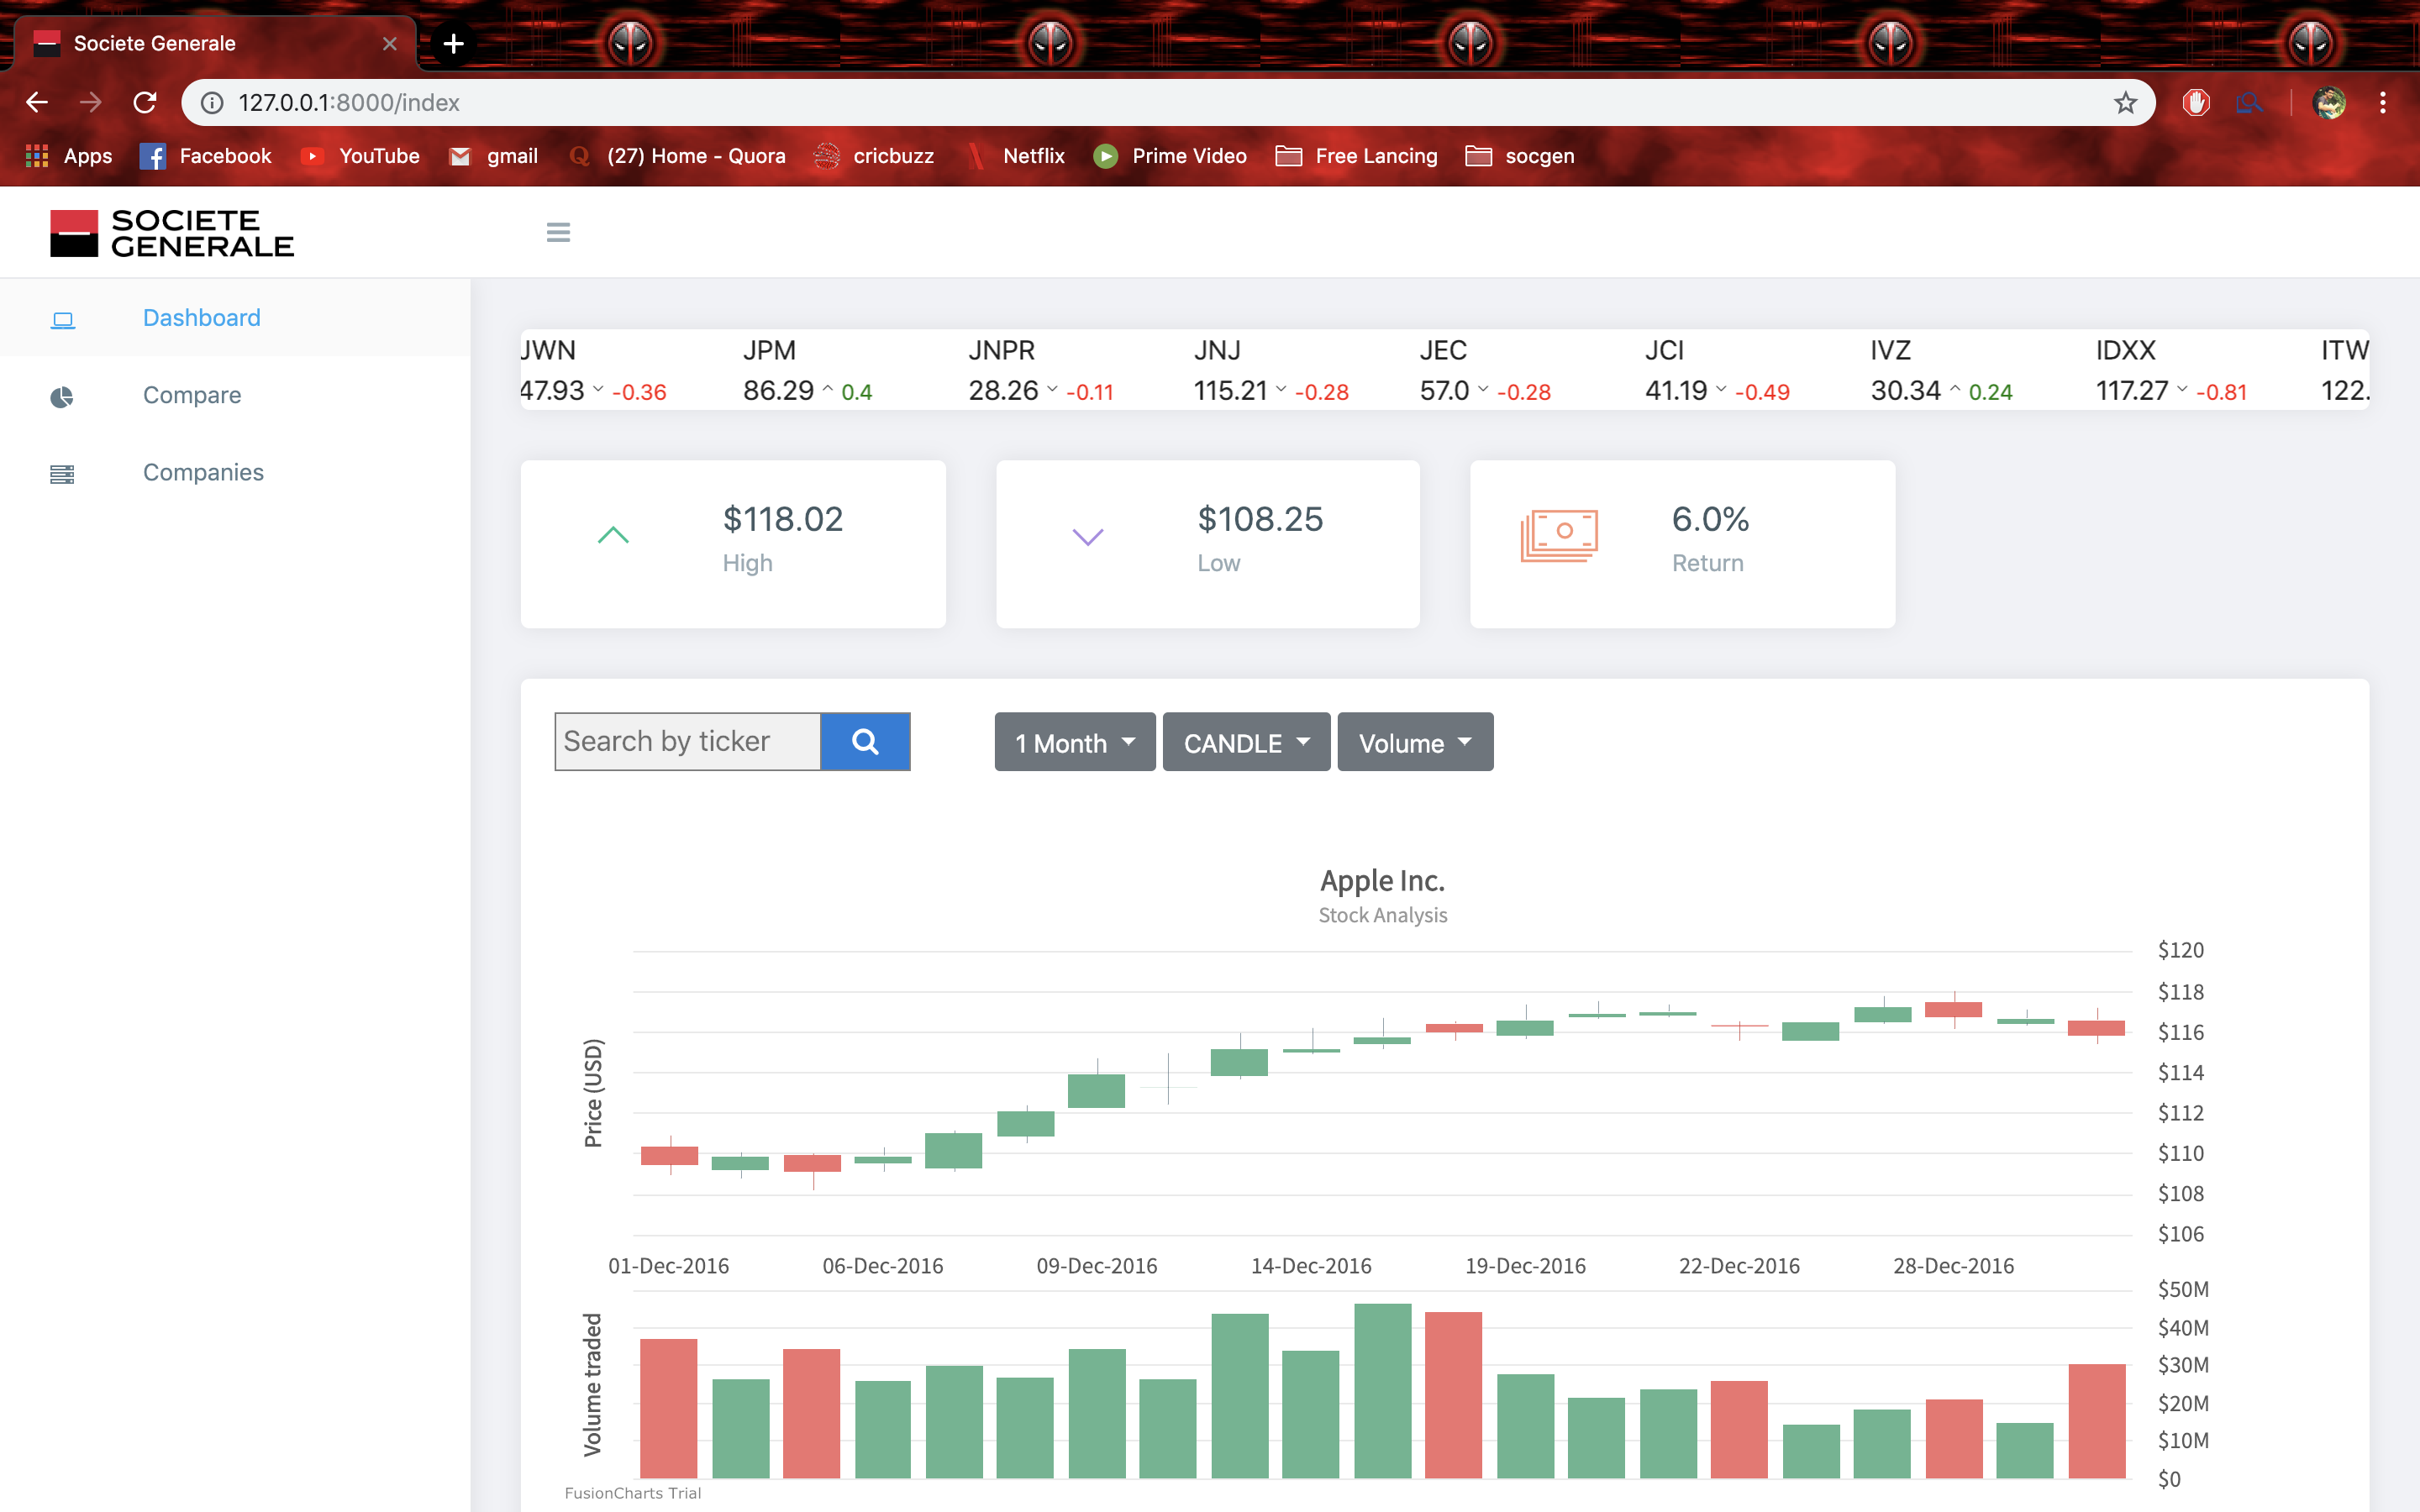 Societe Generale
127.0.0.1:8000/index
Apps Facebook YouTube gmail (27) Home - Quora cricbuzz Netflix Prime Video Free Lancing socgen
SOCIETE
GENERALE
Dashboard
Compare
Companies
JWN JPM JNPR JNJ JEC JCI IVZ IDXX ITW
47.93 -0.36 86.29 0.4 28.26 -0.11 115.21 -0.28 57.0 -0.28 41.19 -0.49 30.34 0.24 117.27 -0.81 122.
$118.02
High
$108.25
Low
6.0%
Return
Search by ticker
1 Month CANDLE Volume
Apple Inc.
Stock Analysis
Price (USD)
$120
$118
$116
$114
$112
$110
$108
$106
01-Dec-2016 06-Dec-2016 09-Dec-2016 14-Dec-2016 19-Dec-2016 22-Dec-2016 28-Dec-2016
Volume traded
$50M
$40M
$30M
$20M
$10M
$0
FusionCharts Trial